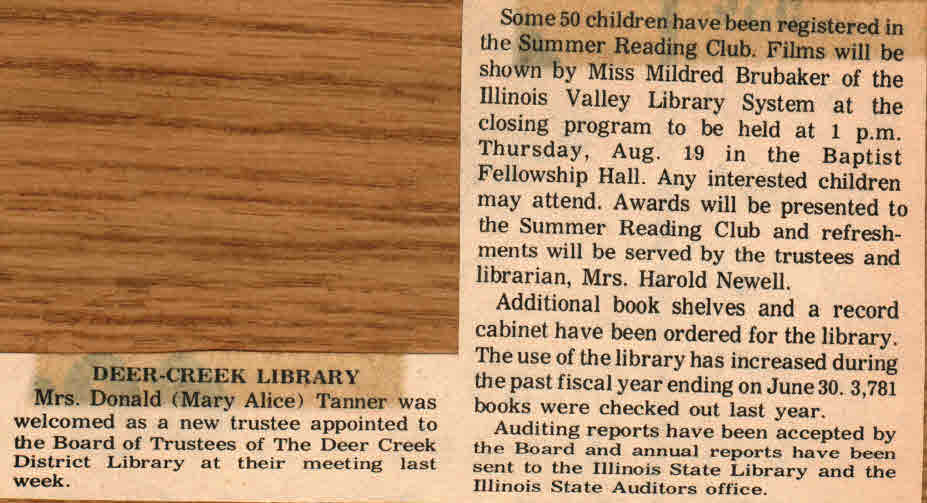 DEER-CREEK LIBRARY
Mrs. Donald (Mary Alice) Tanner was
welcomed as a new trustee appointed to
the Board of Trustees of The Deer Creek
District Library at their meeting last
week.
Some 50 children have been registered in
the Summer Reading Club. Films will be
shown by Miss Mildred Brubaker of the
Illinois Valley Library System at the
closing program to be held at 1 p.m.
Thursday, Aug. 19 in the Baptist
Fellowship Hall. Any interested children
may attend. Awards will be presented to
the Summer Reading Club and refresh-
ments will be served by the trustees and
librarian, Mrs. Harold Newell.
Additional book shelves and a record
cabinet have been ordered for the library.
The use of the library has increased during
the past fiscal year ending on June 30. 3,781
books were checked out last year.
Auditing reports have been accepted by
the Board and annual reports have been
sent to the Illinois State Library and the
Illinois State Auditors office.